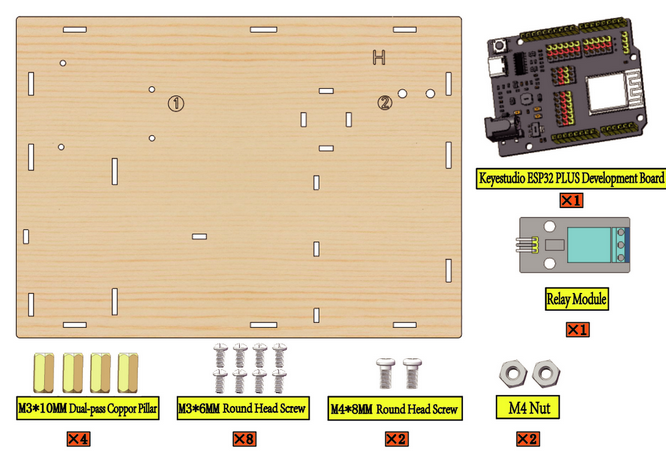 H
①
②
Keyestudio ESP32 PLUS Development Board
×1
Relay Module
×1
M3*10MM Dual-pass Coppor Pillar
M3*6MM Round Head Screw
M4*8MM Round Head Screw
M4 Nut
×4
×8
×2
×2